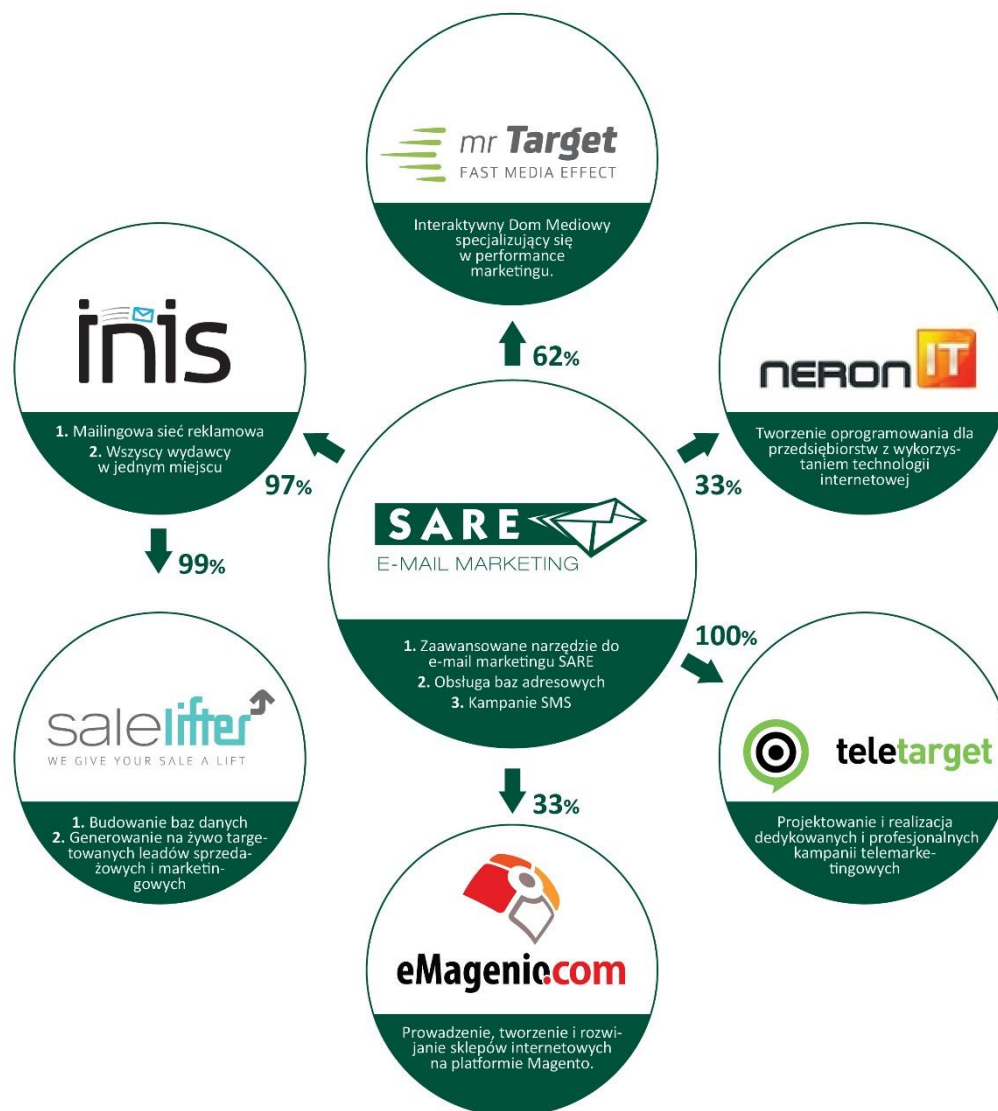 mr Target
FAST MEDIA EFFECT
Interaktywny Dom Mediowy
specjalizujący się
w performance
marketingu.
inis
1. Mailingowa sieć reklamowa
2. Wszyscy wydawcy
w jednym miejscu
62%
NERON IT
Tworzenie oprogramowania dla
przedsiębiorstw z wykorzys-
taniem technologii
internetowej
97%
33%
SARE
E-MAIL MARKETING
1. Zaawansowane narzędzie do
e-mail marketingu SARE
2. Obsługa baz adresowych
3. Kampanie SMS
99%
100%
salelifter
WE GIVE YOUR SALE A LIFT
1. Budowanie baz danych
2. Generowanie na żywo targe-
towanych leadów sprzeda-
żowych i marketin-
gowych
teletarget
Projektowanie i realizacja
dedykowanych i profesjonalnych
kampanii telemarke-
tingowych
33%
eMagenio.com
Prowadzenie, tworzenie i rozwi-
janie sklepów internetowych
na platformie Magento.